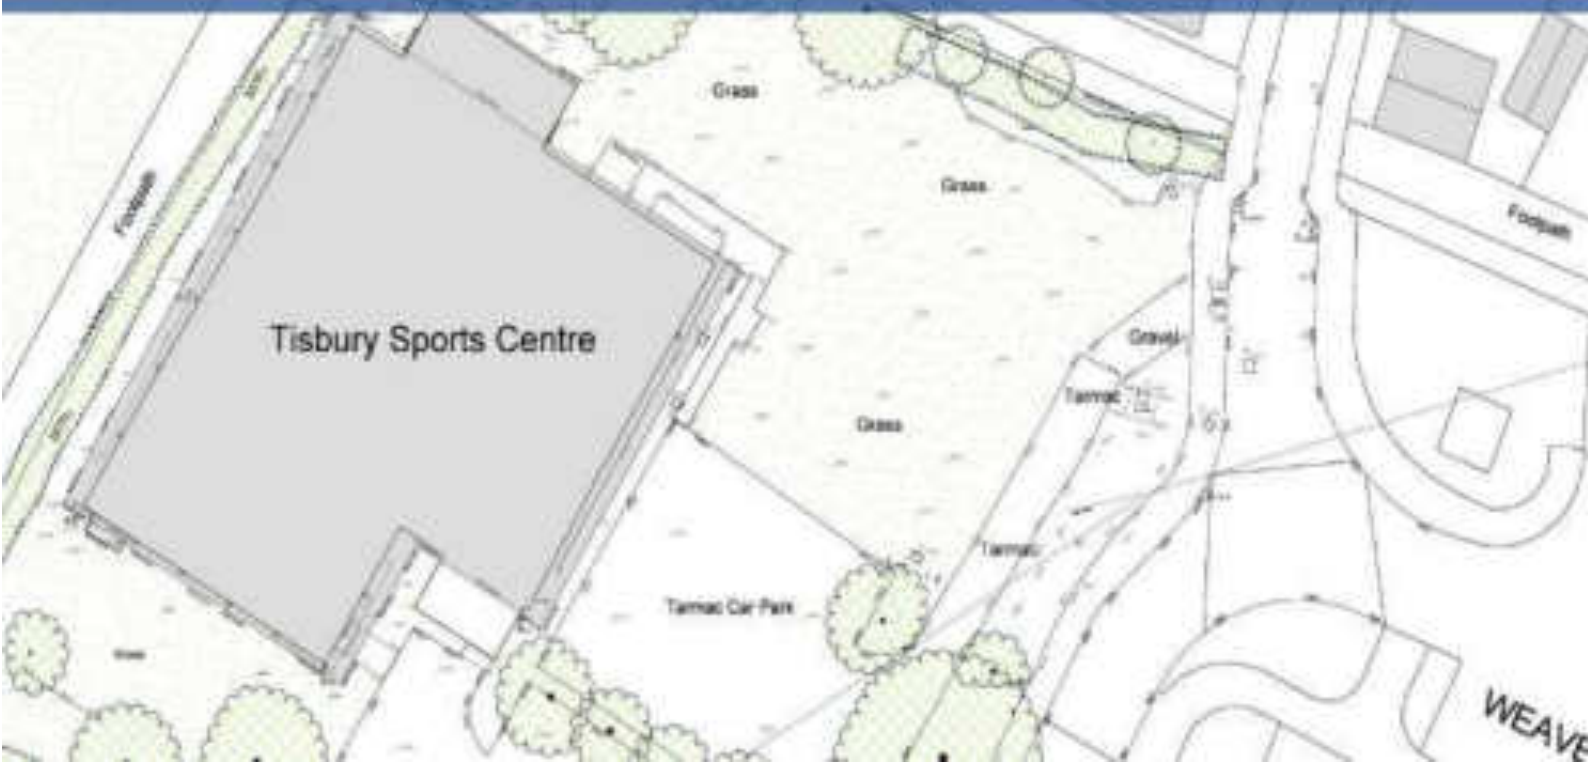 Grass
Grass
Footpath
Footpath
Tisbury Sports Centre
Gravel
Tarmac
Grass
Tarmac
Tarmac Car Park
WEAVE